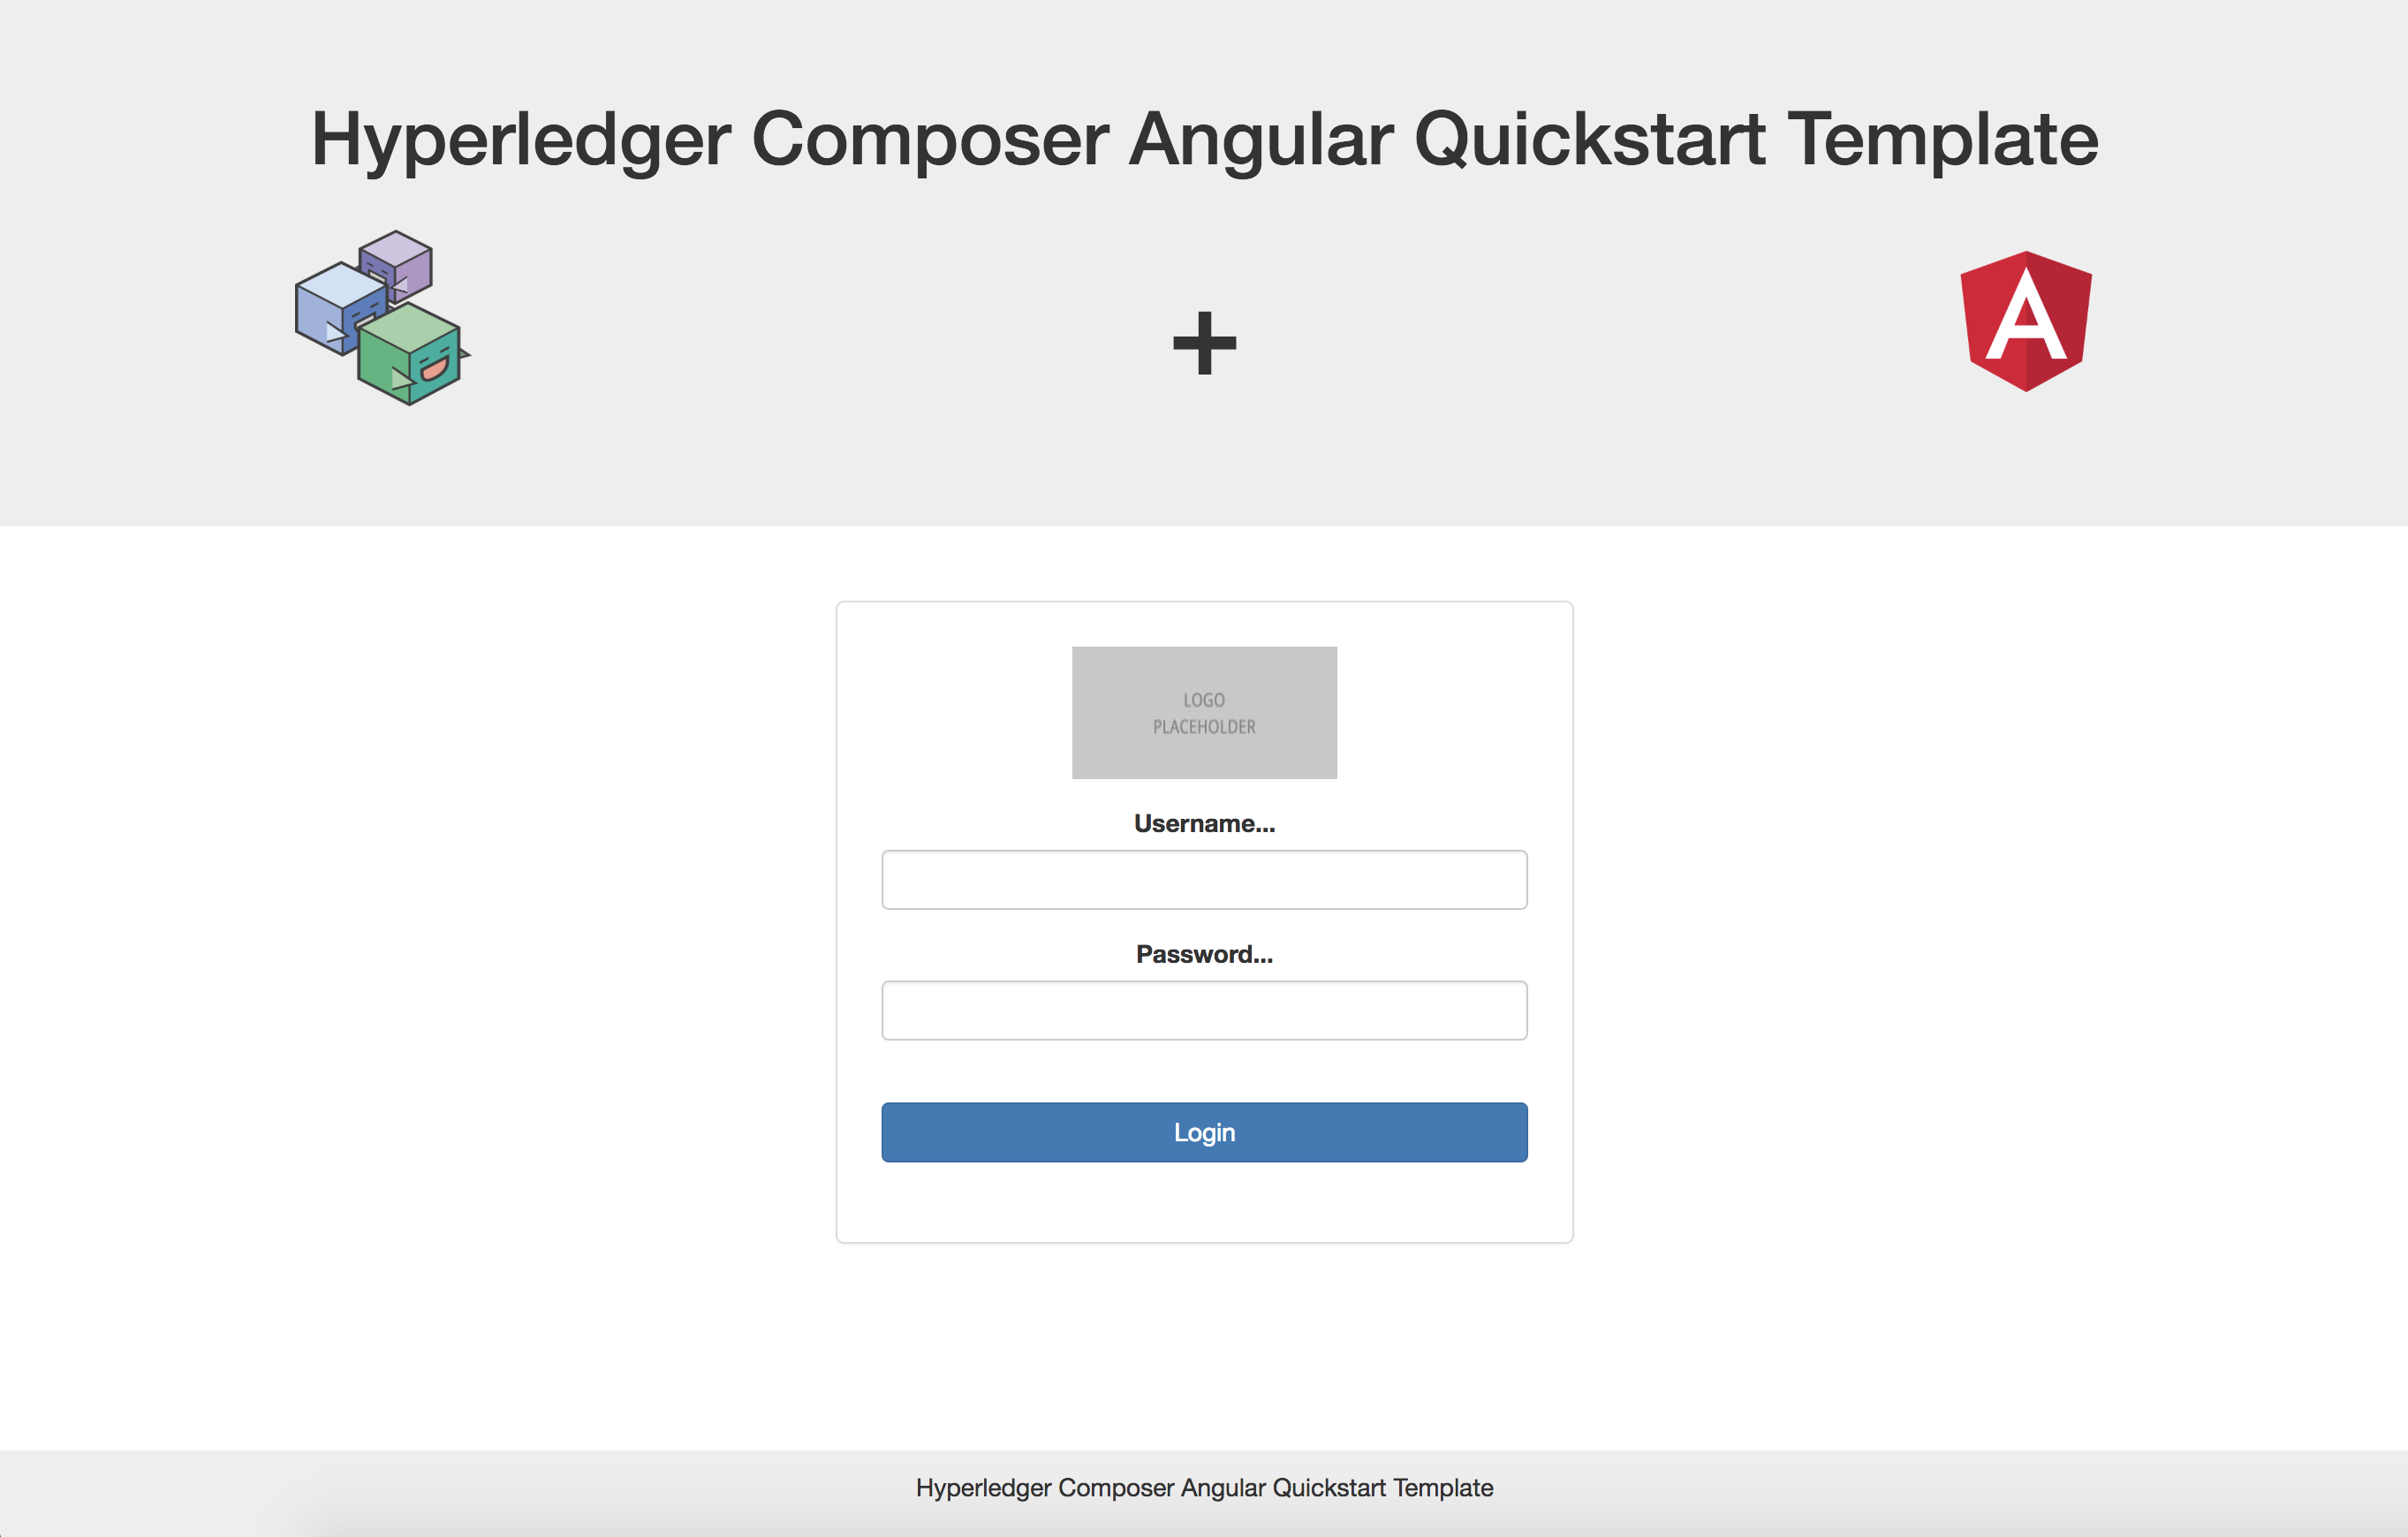 Hyperledger Composer Angular Quickstart Template
+
A
LOGO
PLACEHOLDER
Username...
Password...
Login
Hyperledger Composer Angular Quickstart Template